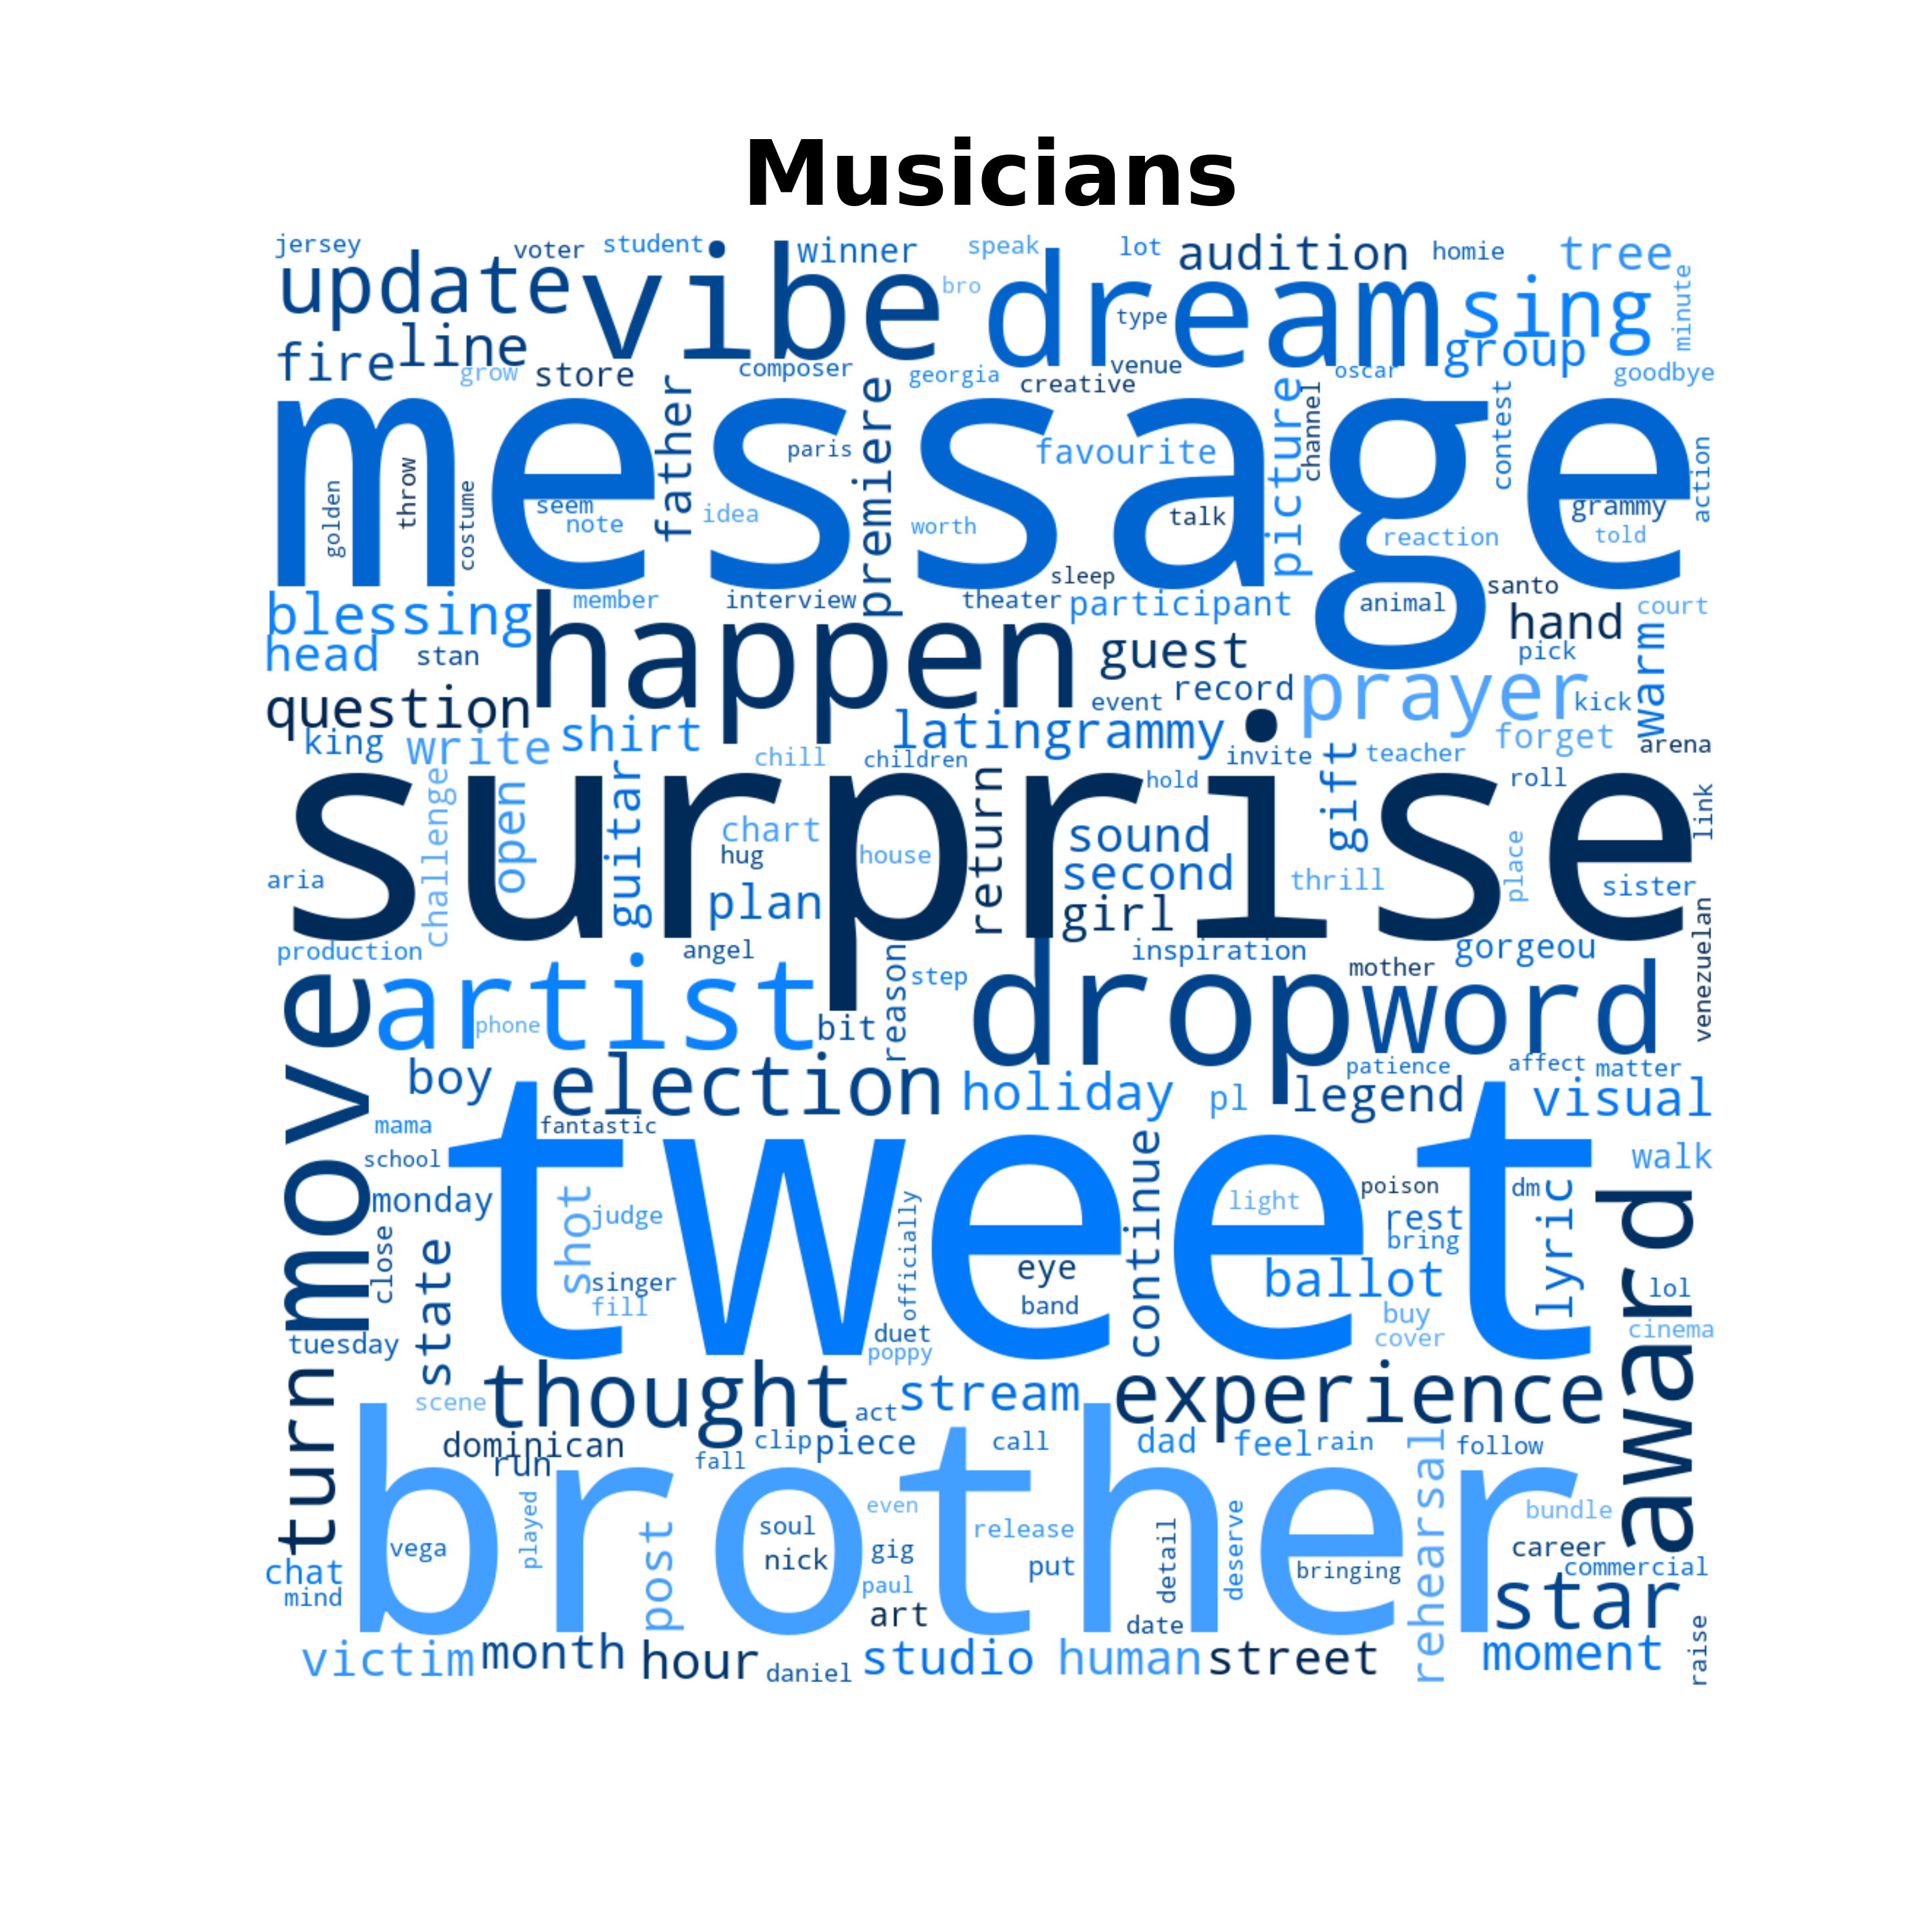 Musicians
jersey voter student winner speak lot audition homie tree
update vibe bro dream type sing minute
fire line grow store composer georgia creative venue oscar group goodbye
message
golden throw costume seem note father idea paris premiere worth favourite talk picture channel reaction contest grammy told action
blessing member interview theater sleep participant animal santo hand court
head stan happen guest pick warm
question event record prayer kick
king write shirt chill children latingrammy invite gift teacher forget arena
surprise
aria challenge open guitar chart hug plan house return hold sound second girl thrill roll place sister link
production angel inspiration gorgeou venezuelan
move artist phone bit reason step drop mother word
boy election holiday pl legend patience affect matter visual
mama fantastic
school tweet walk
monday close state shot judge singer fill officially duet poppy eye band continue light poison rest bring ballot buy cover dm lyric award lol cinema
tuesday
turn scene thought act stream experience
dominican run fall clip piece call dad feel rain rehearsal follow
brother
vega played post soul nick even gig paul art release put detail date deserve bringing bundle career commercial
chat mind star
victim month hour daniel studio human street moment raise